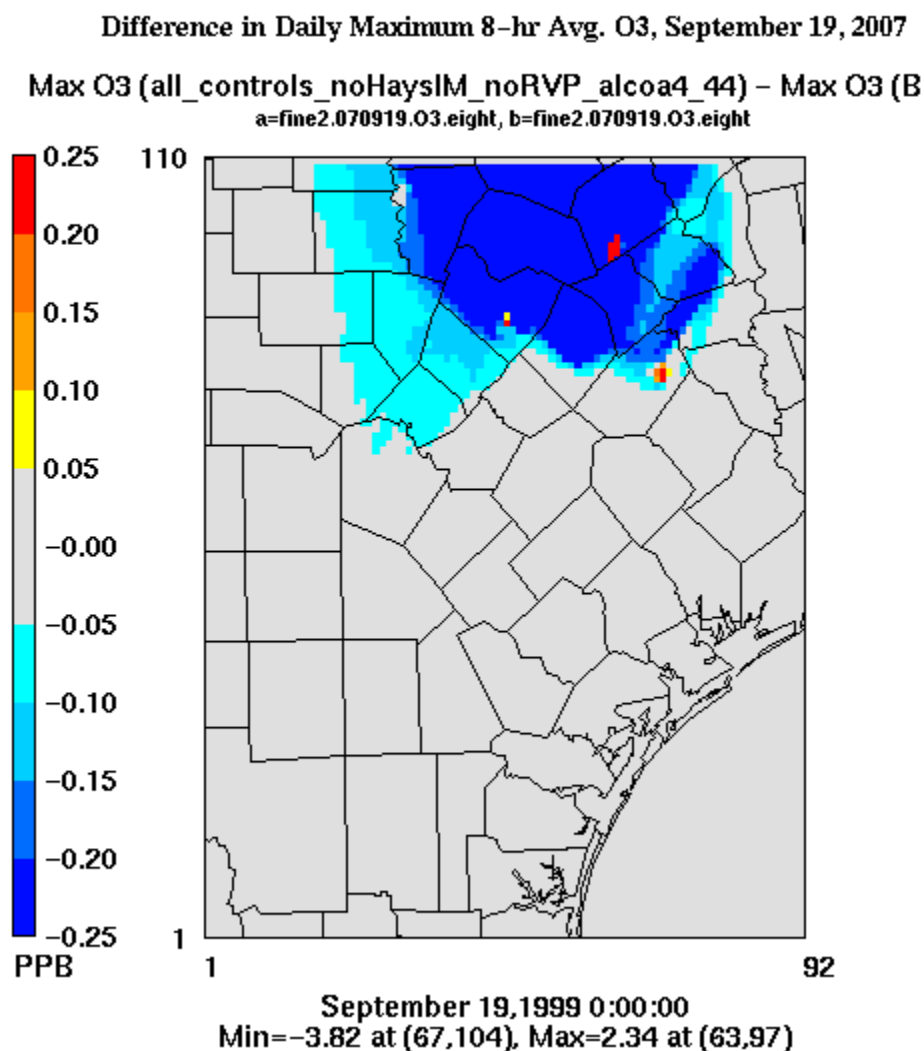 Difference in Daily Maximum 8-hr Avg. O3, September 19, 2007
Max O3 (all_controls_noHaysIM_noRVP_alcoa4_44) – Max O3 (B
a=fine2.070919.O3.eight, b=fine2.070919.O3.eight
0.25
0.20
0.15
0.10
0.05
-0.00
-0.05
-0.10
-0.15
-0.20
-0.25
PPB
110
1
1
92
September 19,1999 0:00:00
Min=-3.82 at (67,104), Max=2.34 at (63,97)